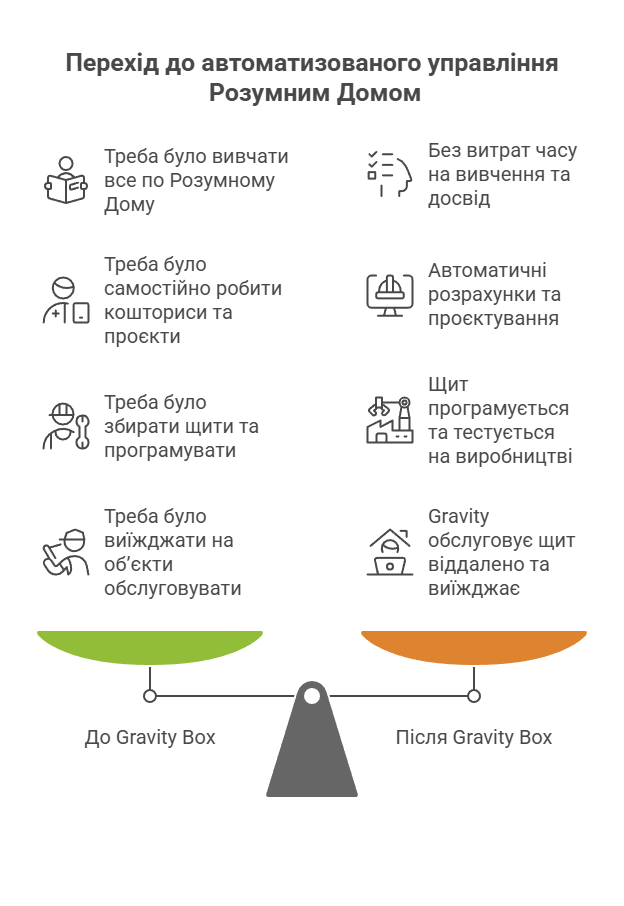 Перехід до автоматизованого управління
Розумним Домом
Треба було вивчати
все по Розумному
Дому
Без витрат часу
на вивчення та
досвід
Треба було
самостійно робити
кошториси та
проєкти
Автоматичні
розрахунки та
проєктування
Треба було
збирати щити та
програмувати
Щит
програмується
та тестується
на виробництві
Треба було
виїжджати на
об’єкти
обслуговувати
Gravity
обслуговує щит
віддалено та
виїжджає
До Gravity Box
Після Gravity Box